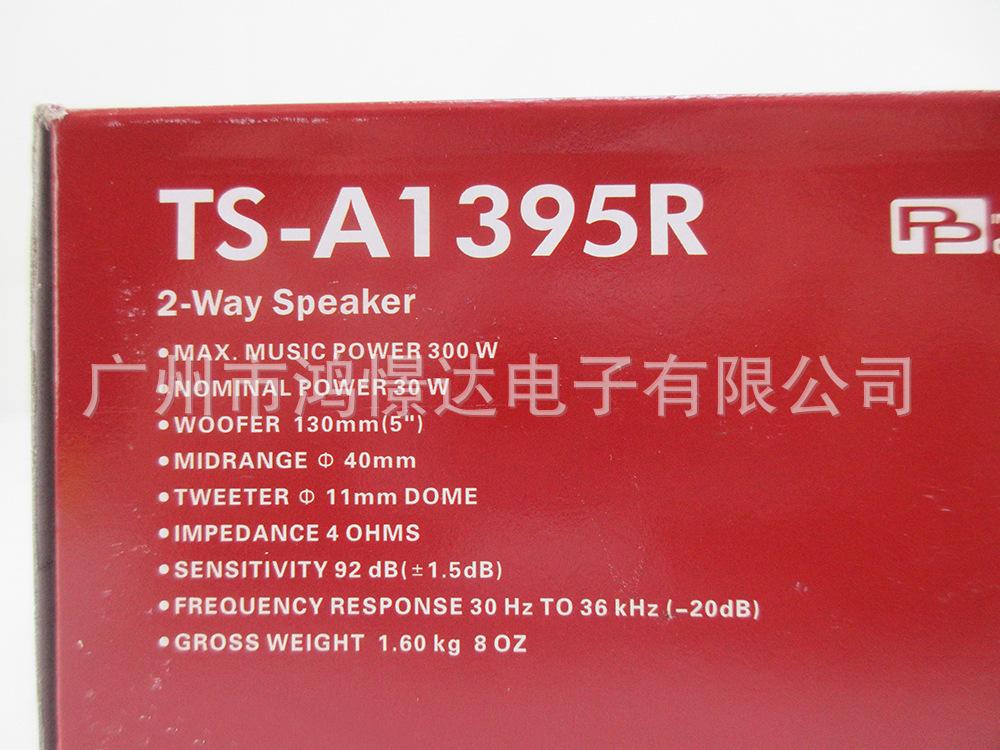 TS-A1395R
PB
2-Way Speaker
•MAX. MUSIC POWER 300 W
广州市鸿憬达电子有限公司
•NOMINAL POWER 30 W
•WOOFER 130mm(5")
•MIDRANGE Φ 40mm
•TWEETER Φ 11mm DOME
•IMPEDANCE 4 OHMS
•SENSITIVITY 92 dB(±1.5dB)
•FREQUENCY RESPONSE 30 Hz TO 36 kHz (−20dB)
•GROSS WEIGHT 1.60 kg 8 OZ